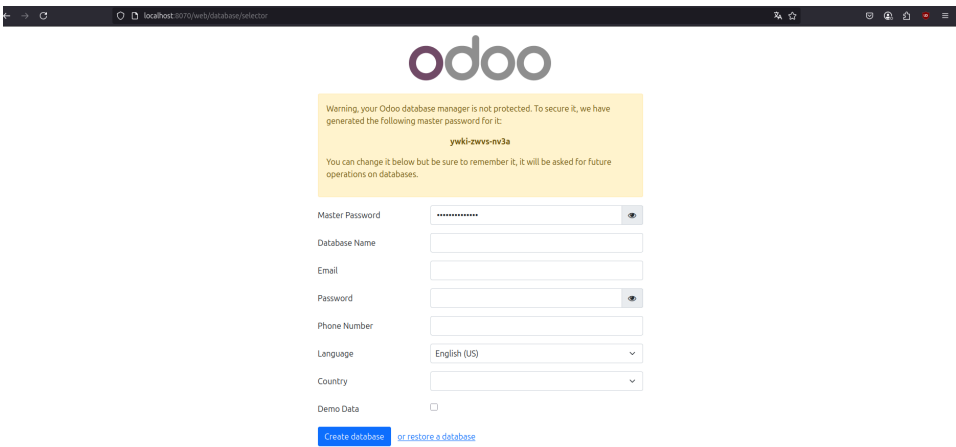 localhost:8070/web/database/selector
odoo
Warning, your Odoo database manager is not protected. To secure it, we have
generated the following master password for it:
ywki-zwvs-nv3a
You can change it below but be sure to remember it, it will be asked for future
operations on databases.
Master Password ••••••••••••••
Database Name
Email
Password
Phone Number
Language English (US)
Country
Demo Data
Create database or restore a database